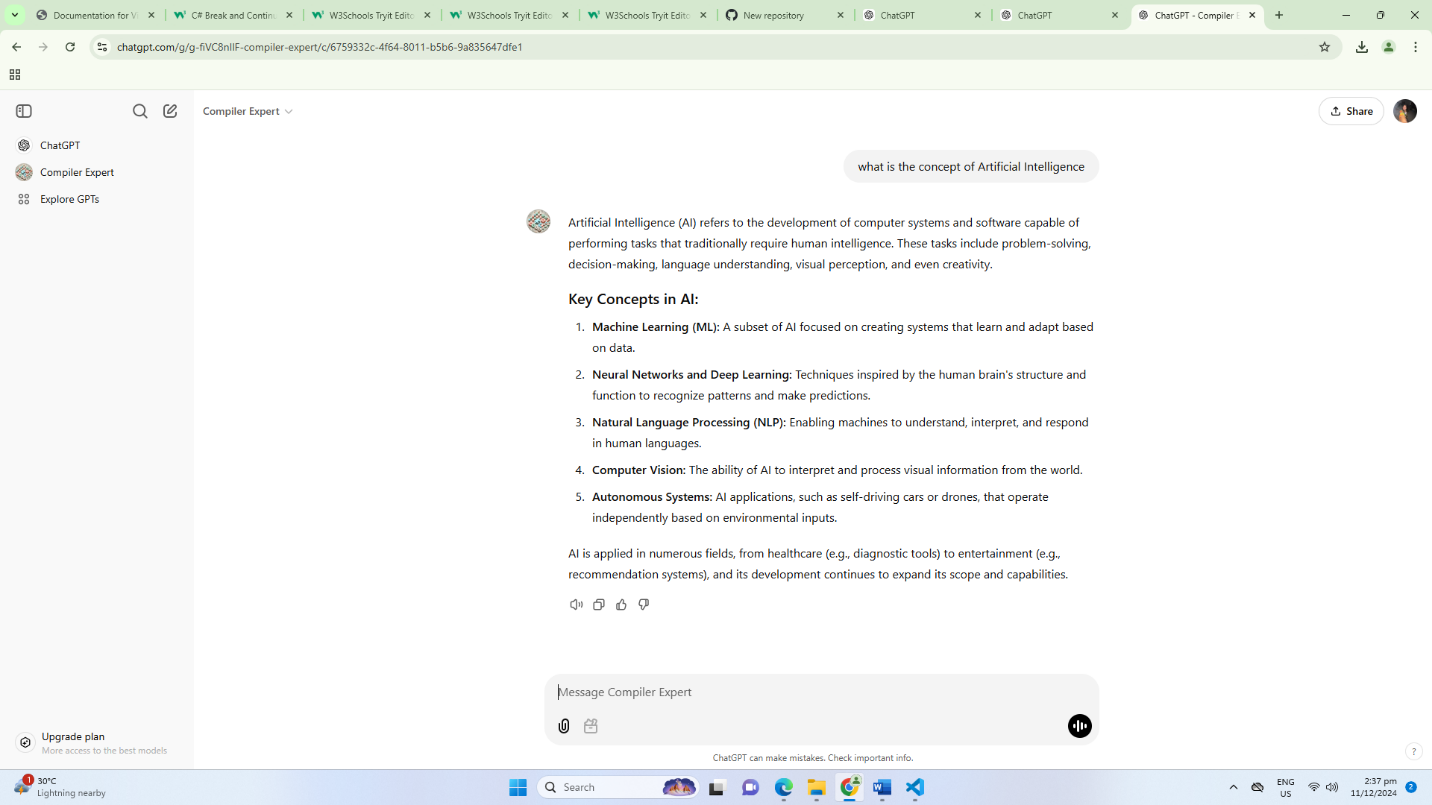 Documentation for Vi
C# Break and Continu
W3Schools Tryit Edito
W3Schools Tryit Edito
W3Schools Tryit Edito
New repository
ChatGPT
ChatGPT
ChatGPT - Compiler E
chatgpt.com/g/g-fiVC8nIIF-compiler-expert/c/6759332c-4f64-8011-b5b6-9a835647dfe1
Compiler Expert
Share
ChatGPT
Compiler Expert
Explore GPTs
what is the concept of Artificial Intelligence
Artificial Intelligence (AI) refers to the development of computer systems and software capable of
performing tasks that traditionally require human intelligence. These tasks include problem-solving,
decision-making, language understanding, visual perception, and even creativity.
Key Concepts in AI:
1. Machine Learning (ML): A subset of AI focused on creating systems that learn and adapt based
on data.
2. Neural Networks and Deep Learning: Techniques inspired by the human brain's structure and
function to recognize patterns and make predictions.
3. Natural Language Processing (NLP): Enabling machines to understand, interpret, and respond
in human languages.
4. Computer Vision: The ability of AI to interpret and process visual information from the world.
5. Autonomous Systems: AI applications, such as self-driving cars or drones, that operate
independently based on environmental inputs.
AI is applied in numerous fields, from healthcare (e.g., diagnostic tools) to entertainment (e.g.,
recommendation systems), and its development continues to expand its scope and capabilities.
Message Compiler Expert
Upgrade plan
More access to the best models
ChatGPT can make mistakes. Check important info.
?
1
30°C
Lightning nearby
Search
ENG
US
2:37 pm
11/12/2024
2